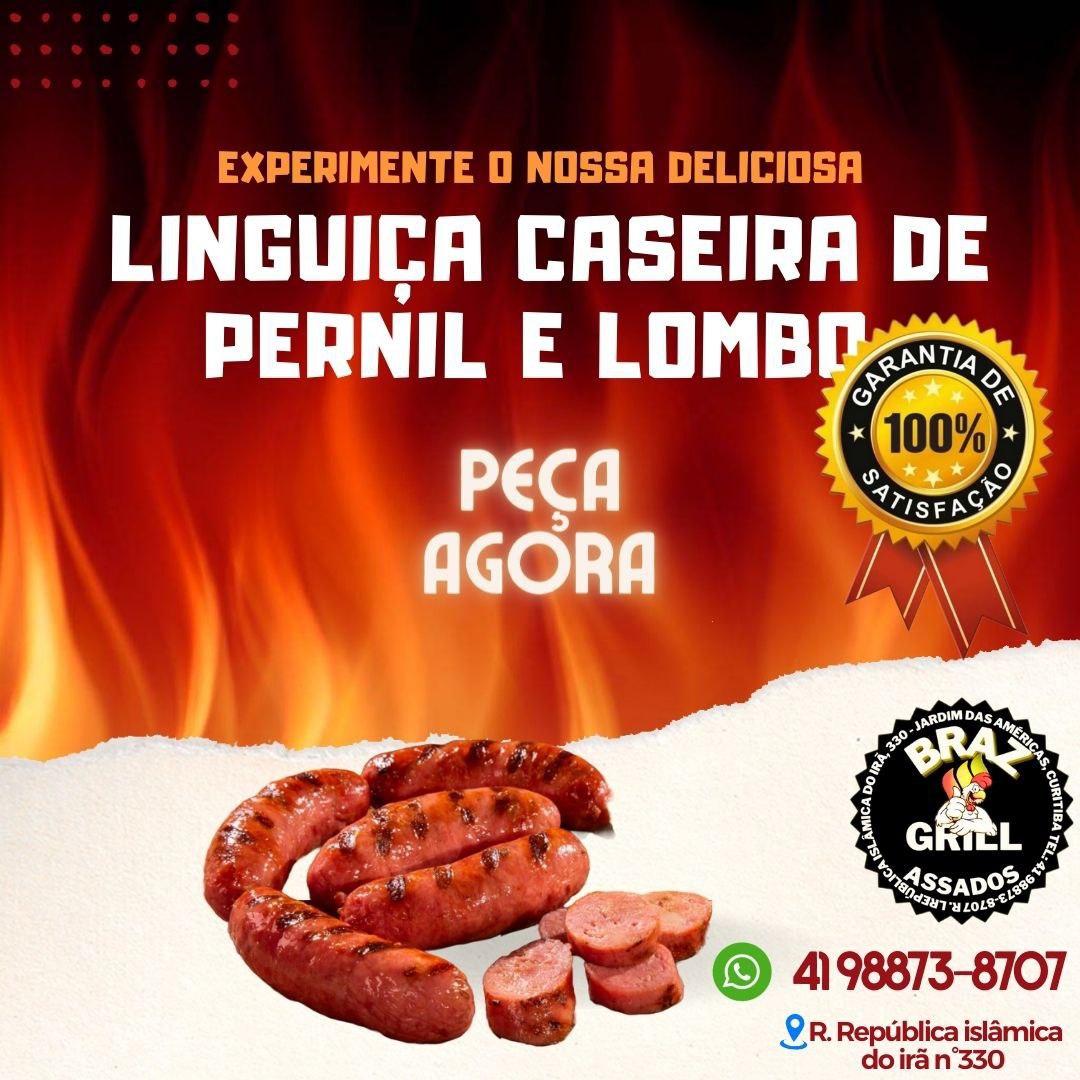 EXPERIMENTE O NOSSA DELICIOSA
LINGUIÇA CASEIRA DE
PERNIL E LOMBO
GARANTIA DE
100%
SATISFAÇÃO
PEÇA
AGORA
BRAZ
GRILL
ASSADOS
R. LREPÚBLICA ISLÂMICA DO IRÃ, 330 - JARDIM DAS AMÉRICAS, CURITIBA TEL: 41 98873-8707
41 98873-8707
R. República islâmica
do irã n°330